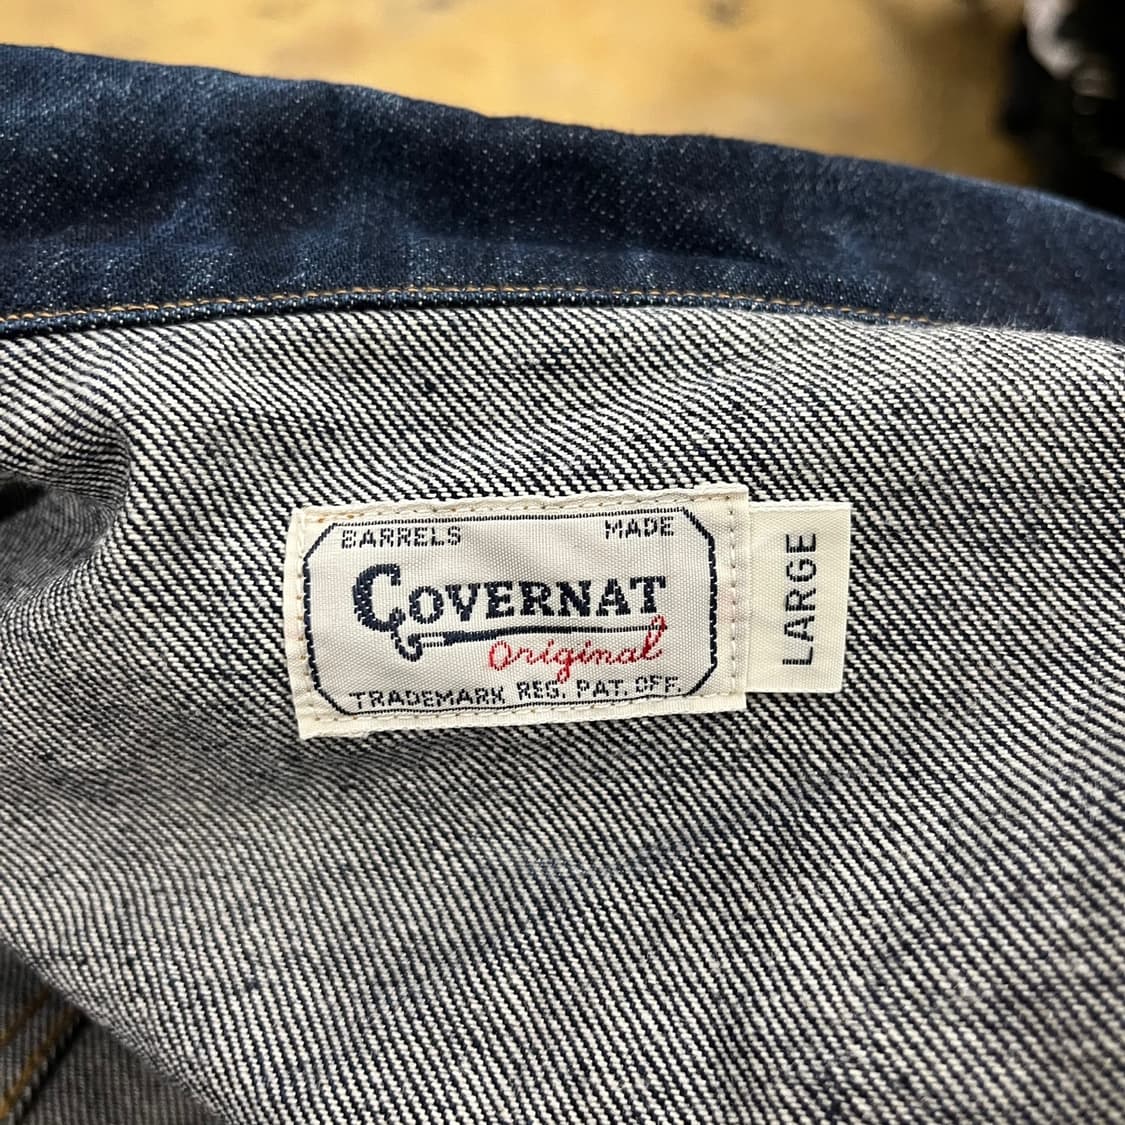 BARRELS MADE
COVERNAT
Original
TRADEMARK REG. PAT. OFF.
LARGE